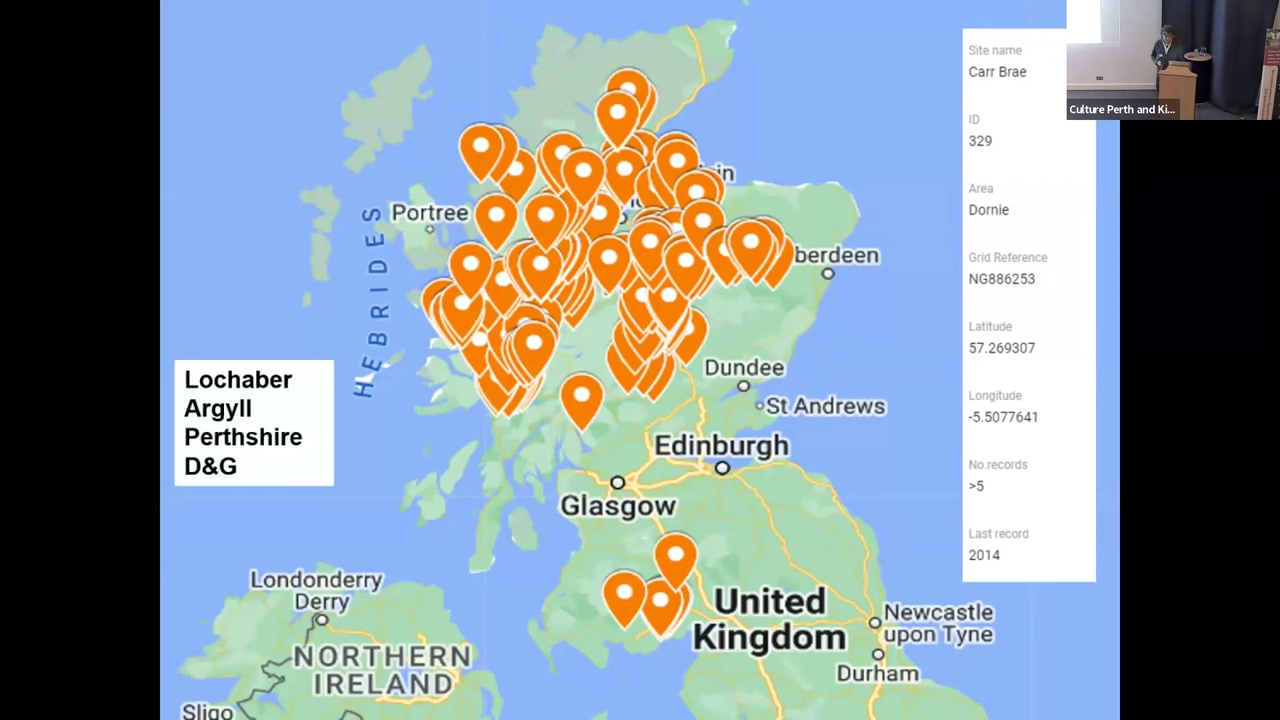 Portree
HEBRIDES
berdeen
Dundee
St Andrews
Edinburgh
Glasgow
Londonderry
Derry
NORTHERN
IRELAND
Sligo
United
Kingdom
Newcastle
upon Tyne
Durham
Lochaber
Argyll
Perthshire
D&G
Site name
Carr Brae
ID
329
Area
Dornie
Grid Reference
NG886253
Latitude
57.269307
Longitude
-5.5077641
No.records
>5
Last record
2014
Culture Perth and Ki...